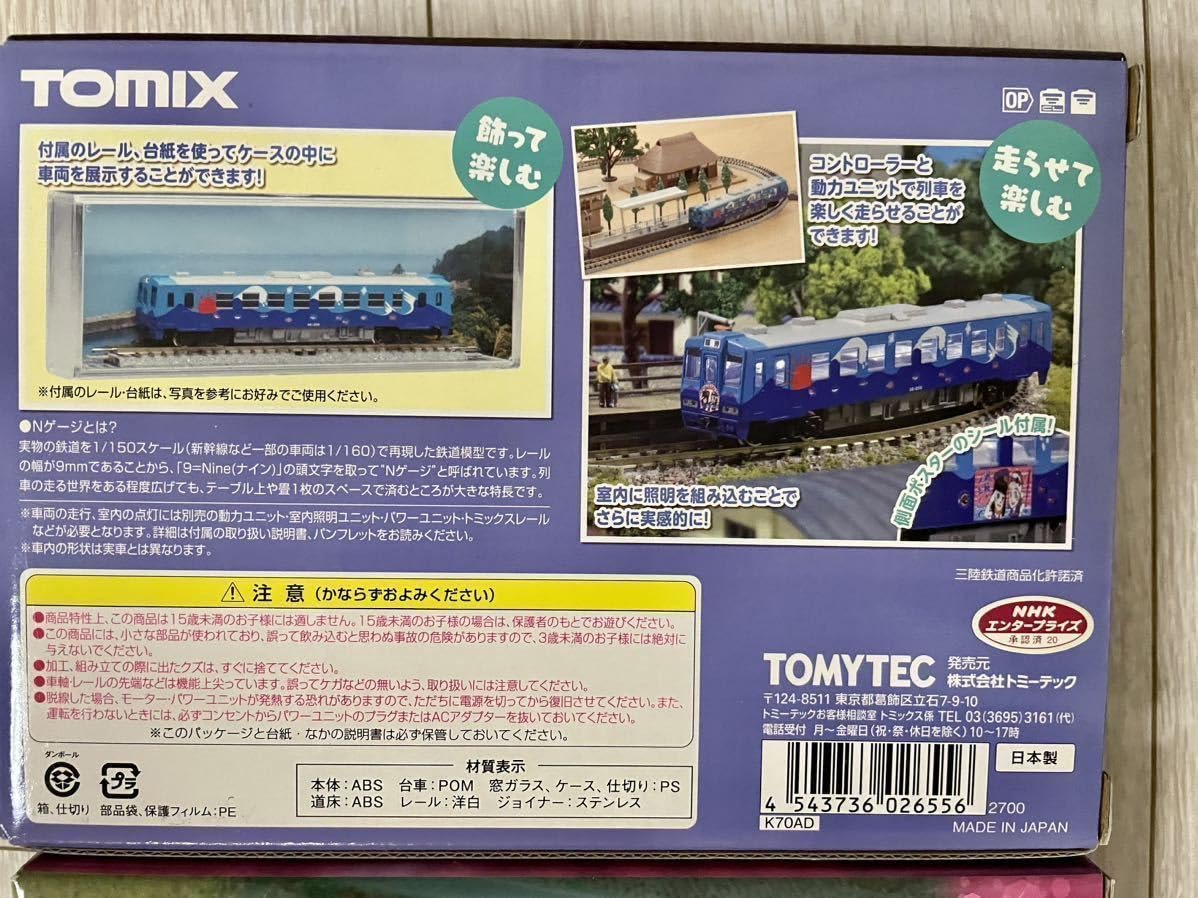 TOMIX
OP
付属のレール、台紙を使ってケースの中に
車両を展示することができます!
飾って
楽しむ
※付属のレール・台紙は、写真を参考にお好みでご使用ください。
コントローラーと
動力ユニットで列車を
楽しく走らせることが
できます!
走らせて
楽しむ
側面ポスターのシール付属!
室内に照明を組み込むことで
さらに実感的に!
●Nゲージとは?
実物の鉄道を1/150スケール(新幹線など一部の車両は1/160)で再現した鉄道模型です。レール
の幅が9mmであることから、「9=Nine(ナイン)」の頭文字を取って"Nゲージ"と呼ばれています。列
車の走る世界をある程度広げても、テーブル上や畳1枚のスペースで済むところが大きな特長です。
※車両の走行、室内の点灯には別売の動力ユニット・室内照明ユニット・パワーユニット・トミックスレール
などが必要となります。詳細は付属の取り扱い説明書、パンフレットをお読みください。
※車内の形状は実車とは異なります。
注 意 (かならずおよみください)
●商品特性上、この商品は15歳未満のお子様には適しません。15歳未満のお子様の場合は、保護者のもとでお遊びください。
●この商品には、小さな部品が使われており、誤って飲み込むと思わぬ事故の危険がありますので、3歳未満のお子様には絶対に
与えないでください。
●加工、組み立ての際に出たクズは、すぐに捨ててください。
●車軸・レールの先端などは機能上尖っています。誤ってケガなどの無いよう、取り扱いには注意してください。
●脱線した場合、モーター・パワーユニットが発熱する恐れがありますので、ただちに電源を切ってから復旧させてください。また、
運転を行わないときには、必ずコンセントからパワーユニットのプラグまたはACアダプターを抜いておいてください。
※このパッケージと台紙・なかの説明書は必ず保管しておいてください。
ダンボール
プラ
箱、仕切り 部品袋、保護フィルム:PE
材質表示
本体:ABS 台車:POM 窓ガラス、ケース、仕切り:PS
道床:ABS レール:洋白 ジョイナー:ステンレス
三陸鉄道商品化許諾済
NHK
エンタープライズ
承認済 20
TOMYTEC 発売元
株式会社トミーテック
〒124-8511 東京都葛飾区立石7-9-10
トミーテックお客様相談室 トミックス係 TEL 03(3695)3161(代)
電話受付 月〜金曜日(祝・祭・休日を除く)10〜17時
日本製
4 543736 026556
2700
K70AD
MADE IN JAPAN